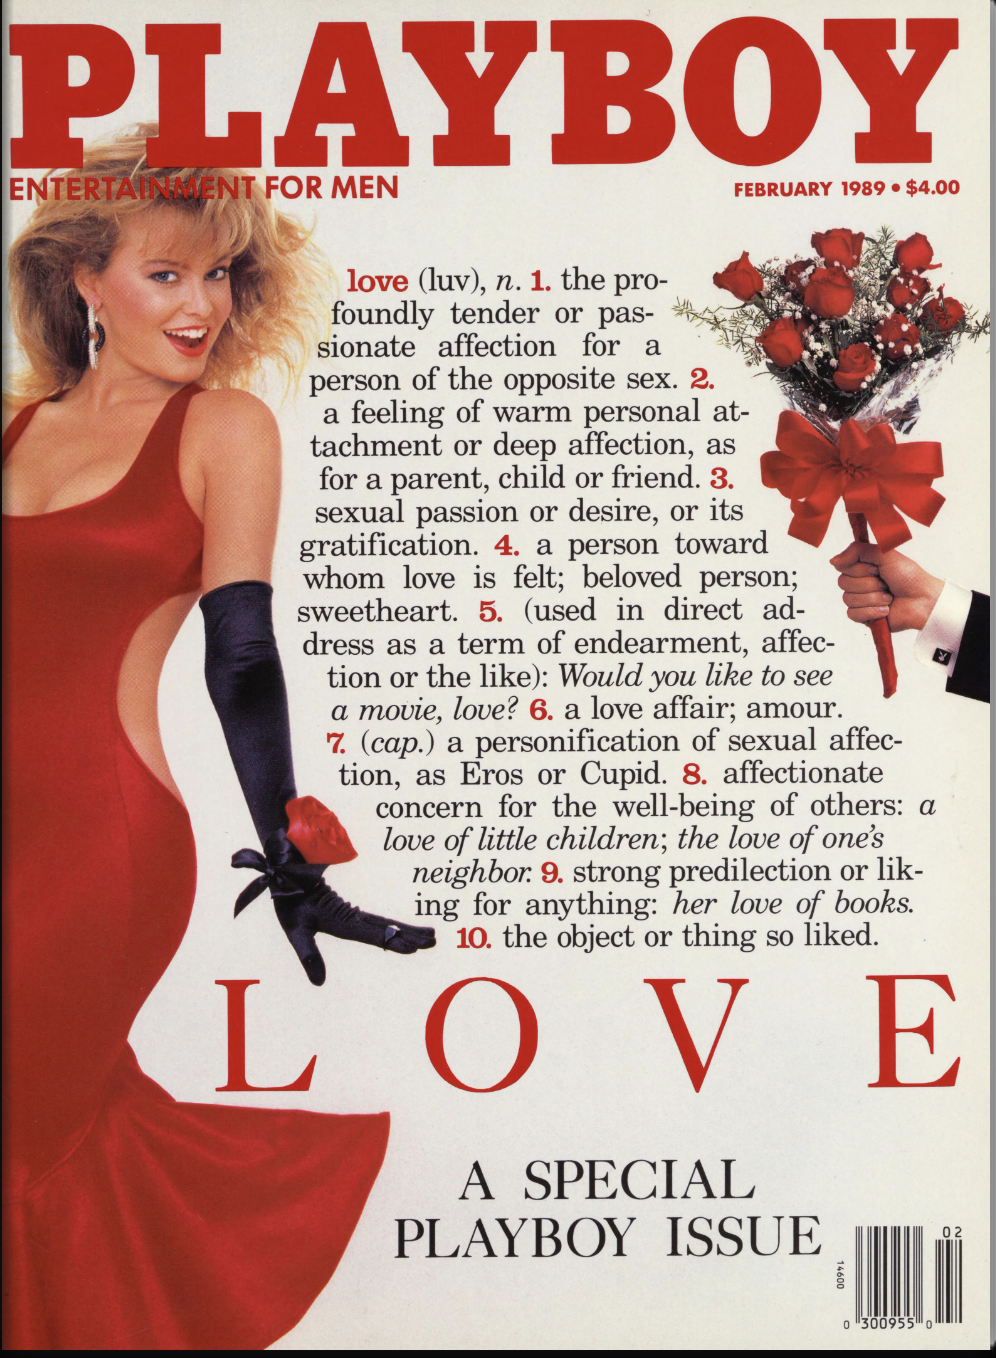 PLAYBOY
ENTERTAINMENT FOR MEN
FEBRUARY 1989 • $4.00
love (luv), n. 1. the pro-
foundly tender or pas-
sionate affection for a
person of the opposite sex. 2.
a feeling of warm personal at-
tachment or deep affection, as
for a parent, child or friend. 3.
sexual passion or desire, or its
gratification. 4. a person toward
whom love is felt; beloved person;
sweetheart. 5. (used in direct ad-
dress as a term of endearment, affec-
tion or the like): Would you like to see
a movie, love? 6. a love affair; amour.
7. (cap.) a personification of sexual affec-
tion, as Eros or Cupid. 8. affectionate
concern for the well-being of others: a
love of little children; the love of one's
neighbor. 9. strong predilection or lik-
ing for anything: her love of books.
10. the object or thing so liked.
LOVE
A SPECIAL
PLAYBOY ISSUE
14600
02
0 300955 0